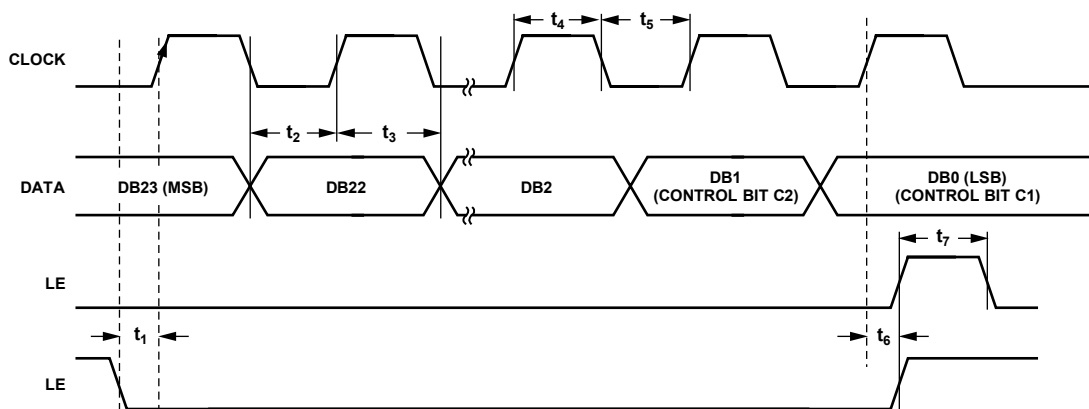 t4
t5
CLOCK
t2
t3
DATA
DB23 (MSB)
DB22
DB2
DB1
(CONTROL BIT C2)
DB0 (LSB)
(CONTROL BIT C1)
t7
LE
t1
t6
LE